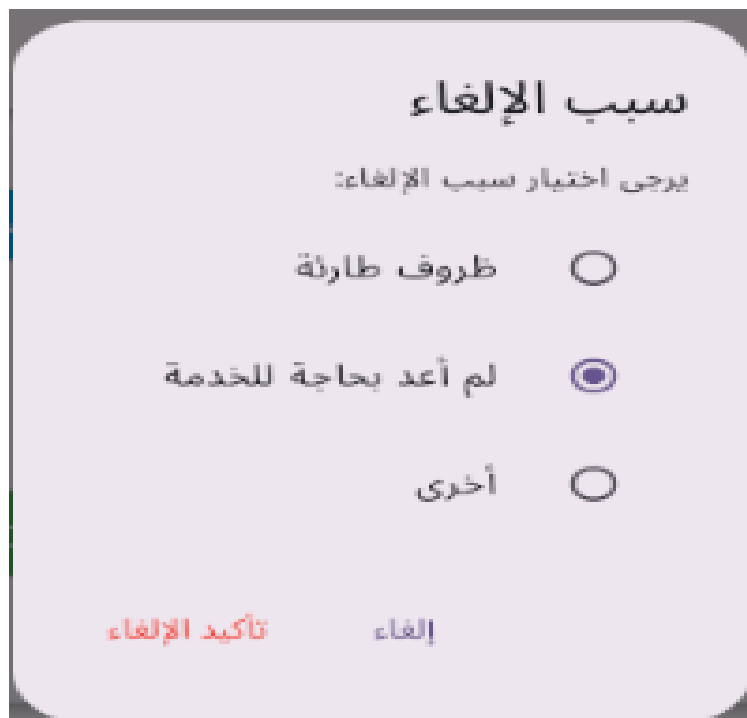 سبب الإلغاء
يرجى اختيار سبب الإلغاء:
ظروف طارئة
لم أعد بحاجة للخدمة
أخرى
إلغاء
تأكيد الإلغاء